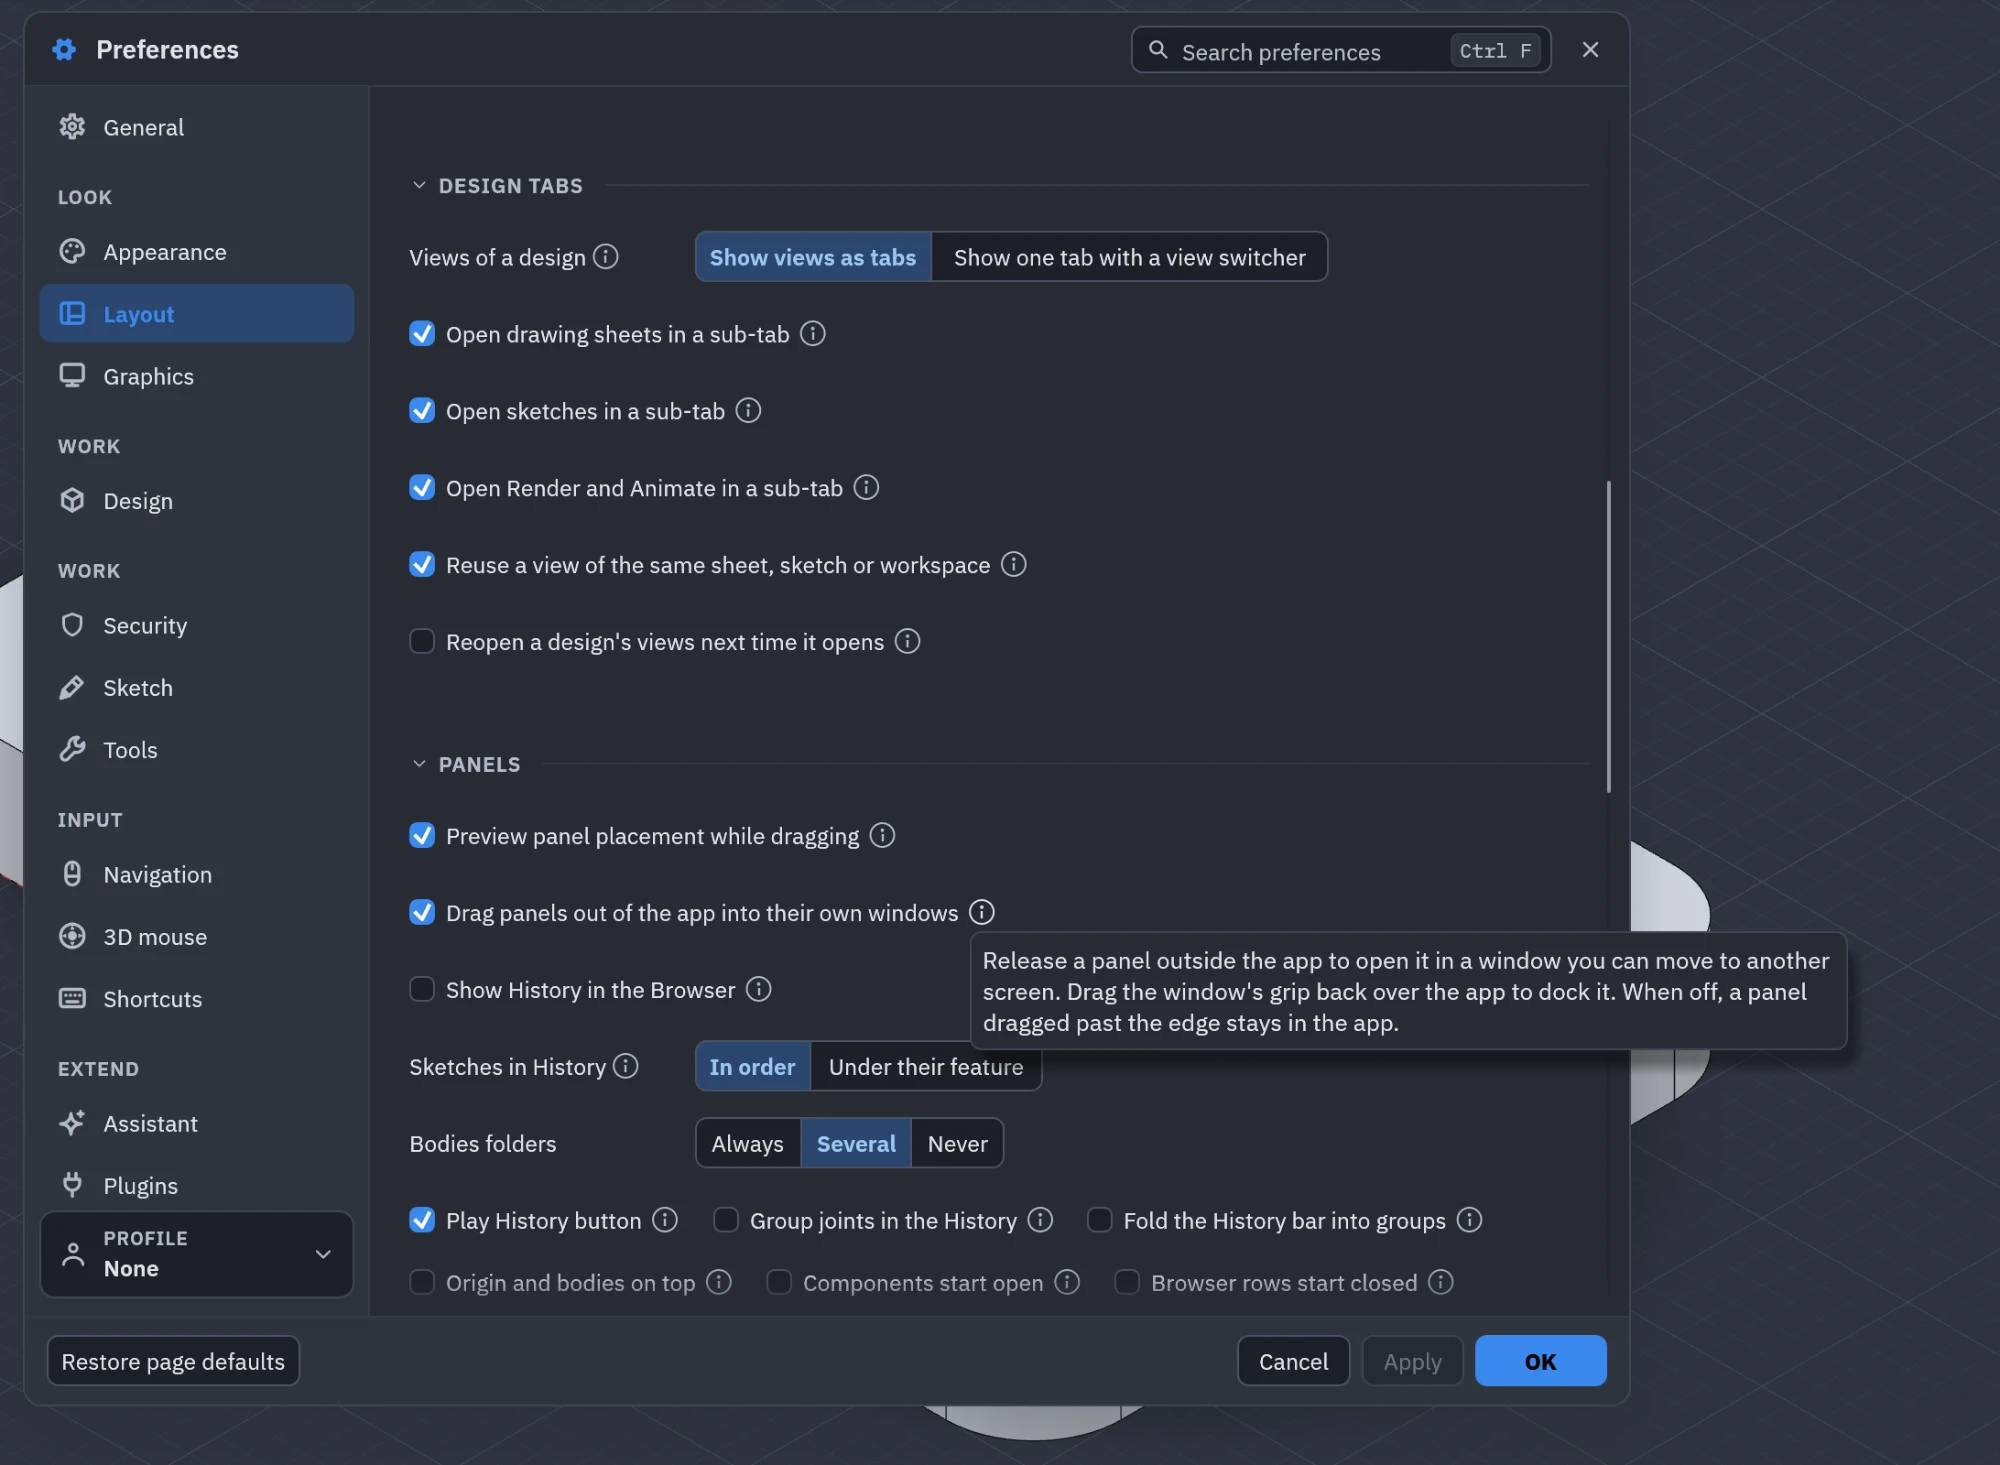 Preferences
Search preferences
Ctrl F
General
LOOK
Appearance
Layout
Graphics
WORK
Design
WORK
Security
Sketch
Tools
INPUT
Navigation
3D mouse
Shortcuts
EXTEND
Assistant
Plugins
PROFILE
None
DESIGN TABS
Views of a design
Show views as tabs
Show one tab with a view switcher
Open drawing sheets in a sub-tab
Open sketches in a sub-tab
Open Render and Animate in a sub-tab
Reuse a view of the same sheet, sketch or workspace
Reopen a design's views next time it opens
PANELS
Preview panel placement while dragging
Drag panels out of the app into their own windows
Release a panel outside the app to open it in a window you can move to another
screen. Drag the window's grip back over the app to dock it. When off, a panel
dragged past the edge stays in the app.
Show History in the Browser
Sketches in History
In order
Under their feature
Bodies folders
Always
Several
Never
Play History button
Group joints in the History
Fold the History bar into groups
Origin and bodies on top
Components start open
Browser rows start closed
Restore page defaults
Cancel
Apply
OK